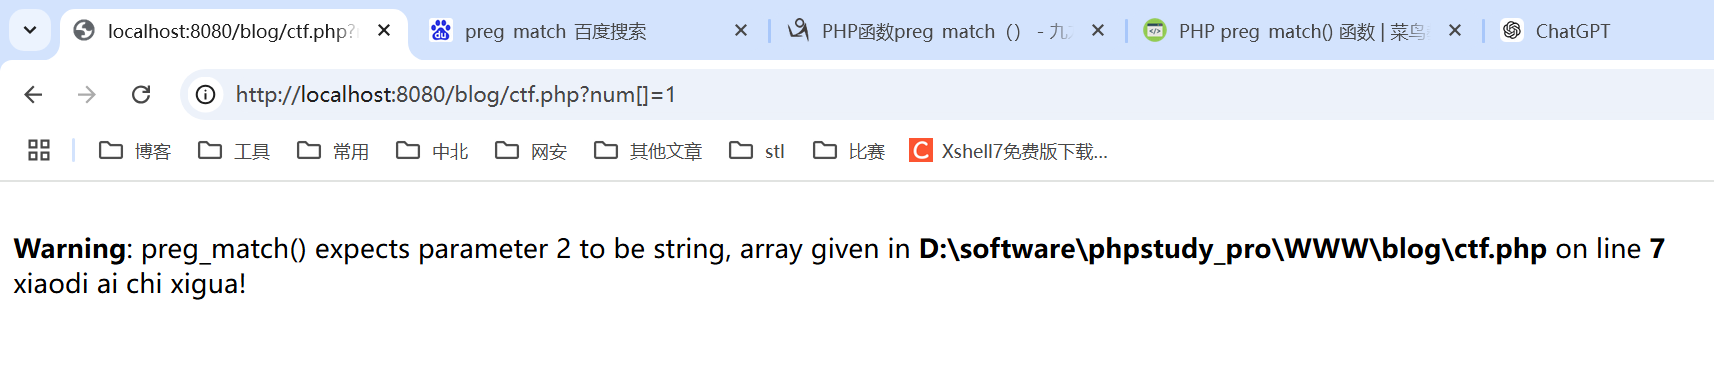 localhost:8080/blog/ctf.php?
preg match 百度搜索
PHP函数preg match（） - 九
PHP preg match() 函数 | 菜鸟
ChatGPT
http://localhost:8080/blog/ctf.php?num[]=1
博客 工具 常用 中北 网安 其他文章 stl 比赛 Xshell7免费版下载...
Warning: preg_match() expects parameter 2 to be string, array given in D:\software\phpstudy_pro\WWW\blog\ctf.php on line 7
xiaodi ai chi xigua!